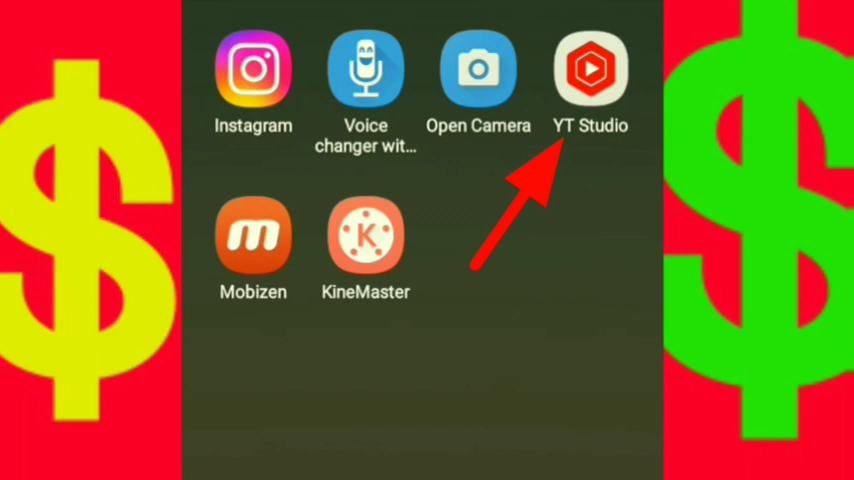 Instagram
Voice
changer wit...
Open Camera
YT Studio
m
Mobizen
K
KineMaster
$
$